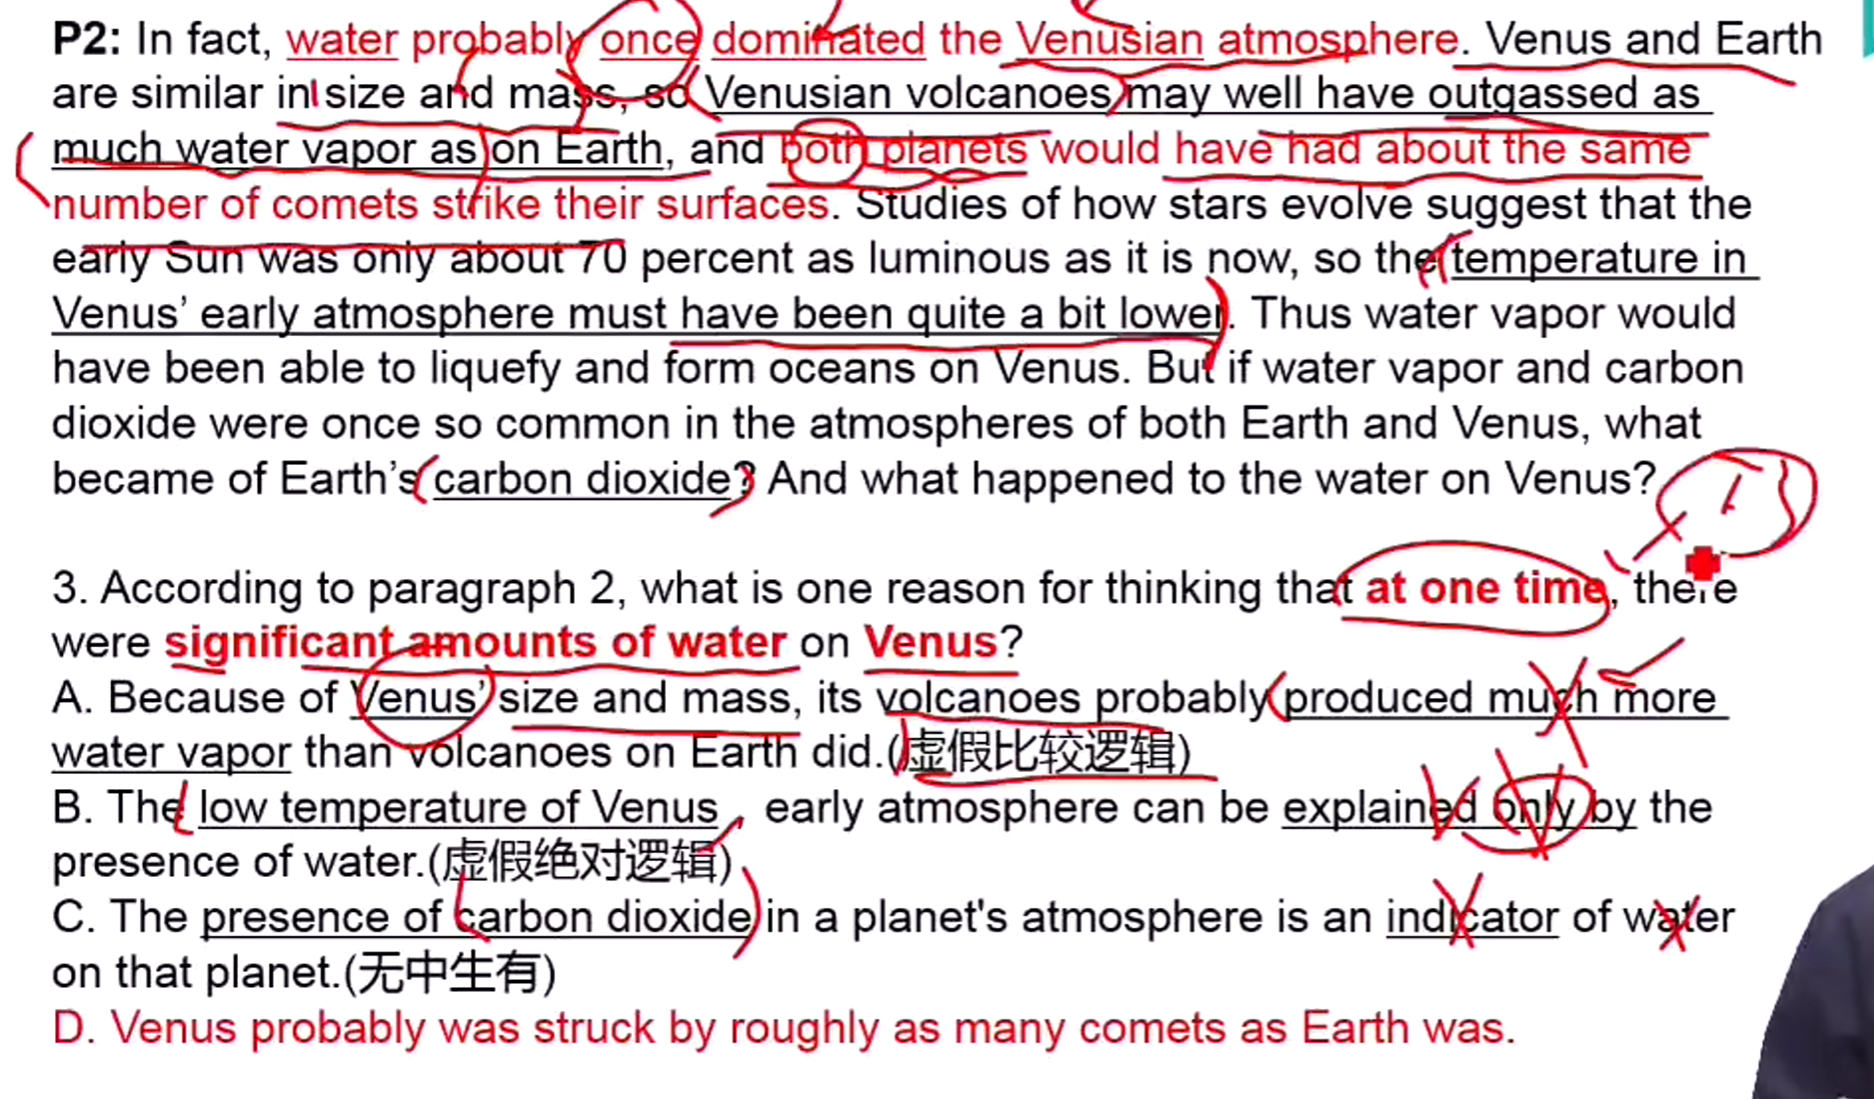 P2: In fact, water probably once dominated the Venusian atmosphere. Venus and Earth
are similar in size and mass, so Venusian volcanoes may well have outgassed as
much water vapor as on Earth, and both planets would have had about the same
number of comets strike their surfaces. Studies of how stars evolve suggest that the
early Sun was only about 70 percent as luminous as it is now, so the temperature in
Venus’ early atmosphere must have been quite a bit lower. Thus water vapor would
have been able to liquefy and form oceans on Venus. But if water vapor and carbon
dioxide were once so common in the atmospheres of both Earth and Venus, what
became of Earth’s carbon dioxide? And what happened to the water on Venus?
3. According to paragraph 2, what is one reason for thinking that at one time, there
were significant amounts of water on Venus?
A. Because of Venus’ size and mass, its volcanoes probably produced much more
water vapor than volcanoes on Earth did.(虚假比较逻辑)
B. The low temperature of Venus , early atmosphere can be explained only by the
presence of water.(虚假绝对逻辑)
C. The presence of carbon dioxide in a planet's atmosphere is an indicator of water
on that planet.(无中生有)
D. Venus probably was struck by roughly as many comets as Earth was.